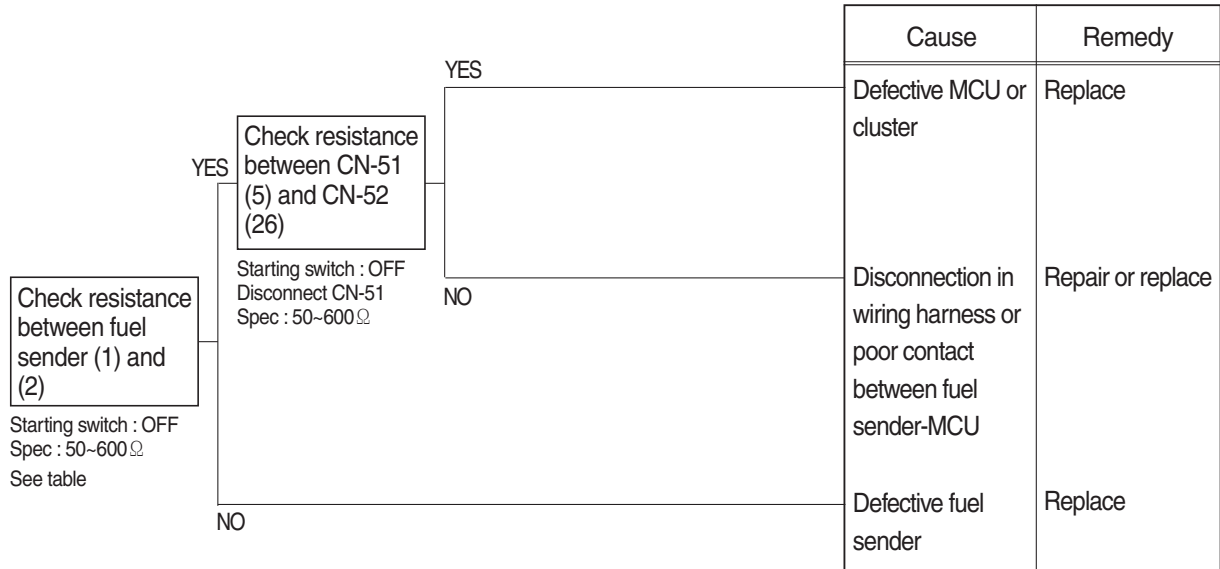 Check resistance
between fuel
sender (1) and
(2)
Starting switch : OFF
Spec : 50~600Ω
See table
YES
Check resistance
between CN-51
(5) and CN-52
(26)
Starting switch : OFF
Disconnect CN-51
Spec : 50~600Ω
YES
NO
NO
Cause
Remedy
Defective MCU or
cluster
Replace
Disconnection in
wiring harness or
poor contact
between fuel
sender-MCU
Repair or replace
Defective fuel
sender
Replace